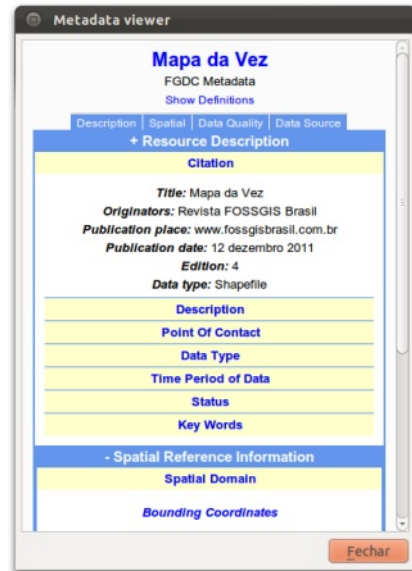 Metadata viewer
Mapa da Vez
FGDC Metadata
Show Definitions
Description | Spatial | Data Quality | Data Source
+ Resource Description
Citation
Title: Mapa da Vez
Originators: Revista FOSSGIS Brasil
Publication place: www.fossgisbrasil.com.br
Publication date: 12 dezembro 2011
Edition: 4
Data type: Shapefile
Description
Point Of Contact
Data Type
Time Period of Data
Status
Key Words
- Spatial Reference Information
Spatial Domain
Bounding Coordinates
Fechar